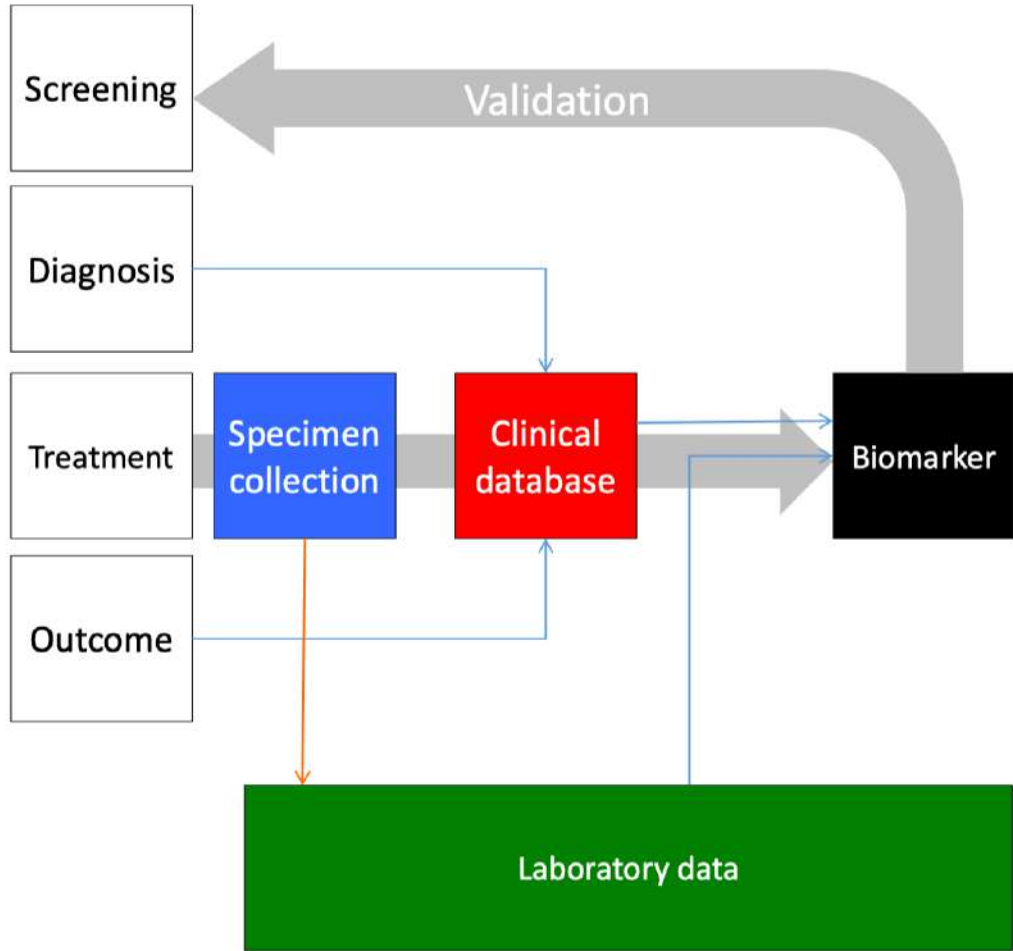 Screening
Validation
Diagnosis
Treatment
Specimen
collection
Clinical
database
Biomarker
Outcome
Laboratory data